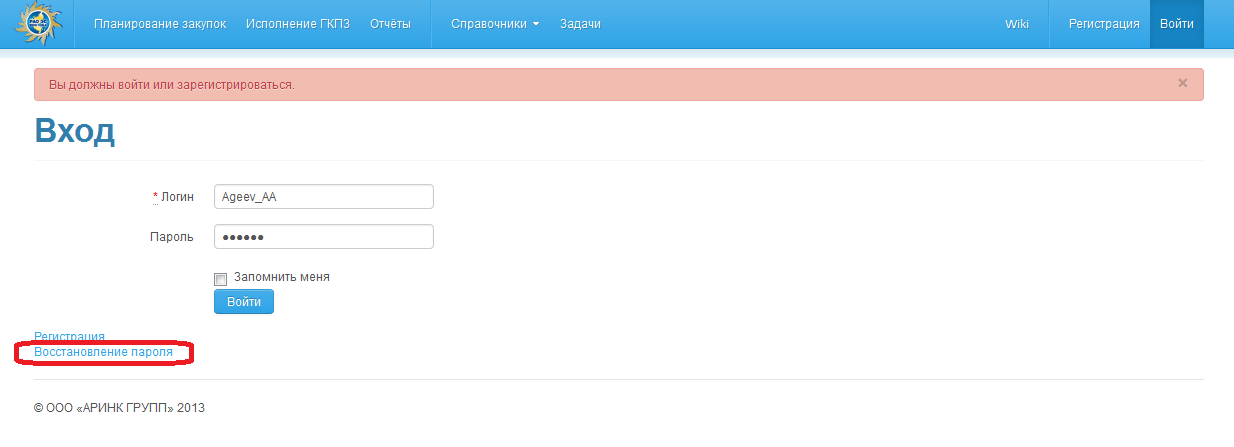 Планирование закупок Исполнение ГКПЗ Отчёты Справочники Задачи Wiki Регистрация Войти
Вы должны войти или зарегистрироваться. ×
Вход
* Логин Ageev_AA
Пароль ●●●●●●
Запомнить меня
Войти
Регистрация
Восстановление пароля
© ООО «АРИНК ГРУПП» 2013